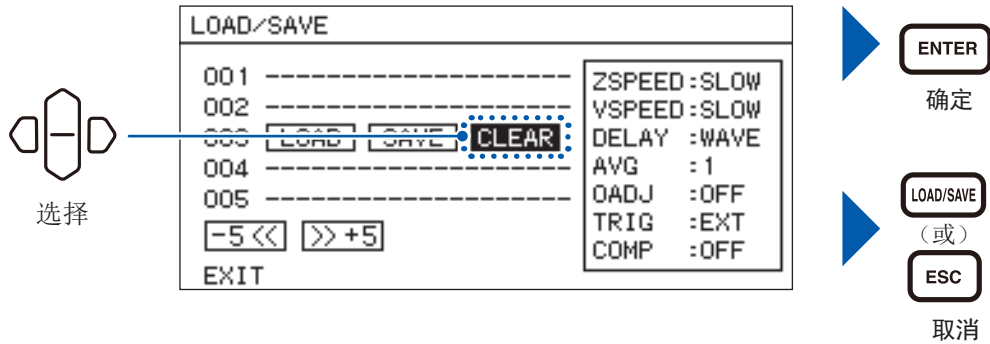 LOAD/SAVE
001 --------------------
002 --------------------
003 LOAD SAVE CLEAR
004 --------------------
005 --------------------
-5 << >> +5
EXIT
ZSPEED:SLOW
VSPEED:SLOW
DELAY :WAVE
AVG :1
OADJ :OFF
TRIG :EXT
COMP :OFF
选择
ENTER
确定
LOAD/SAVE
（或）
ESC
取消